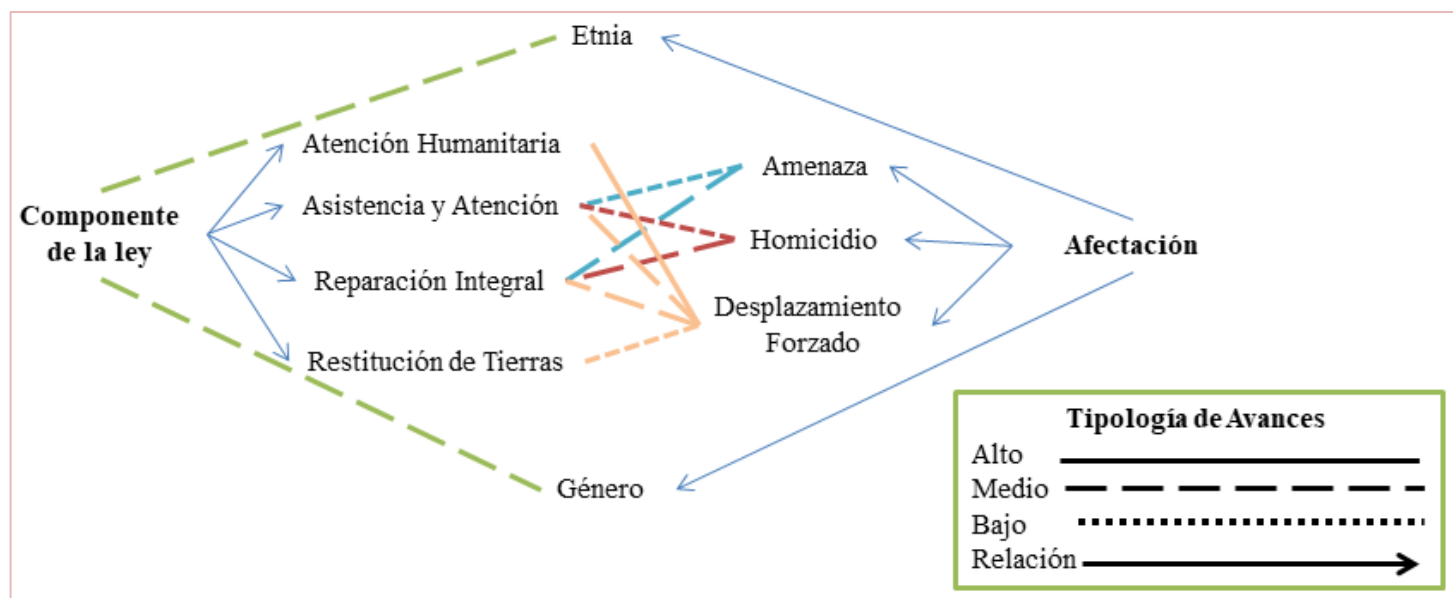 Etnia
Atención Humanitaria
Asistencia y Atención
Reparación Integral
Restitución de Tierras
Componente
de la ley
Amenaza
Homicidio
Desplazamiento
Forzado
Afectación
Género
Tipología de Avances
Alto
Medio
Bajo
Relación